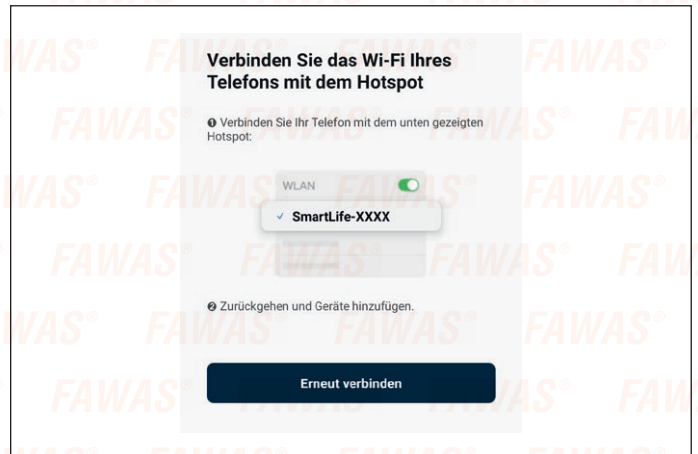 Verbinden Sie das Wi-Fi Ihres
Telefons mit dem Hotspot
❶ Verbinden Sie Ihr Telefon mit dem unten gezeigten
Hotspot:
WLAN
✓ SmartLife-XXXX
❷ Zurückgehen und Geräte hinzufügen.
Erneut verbinden
FAWAS®